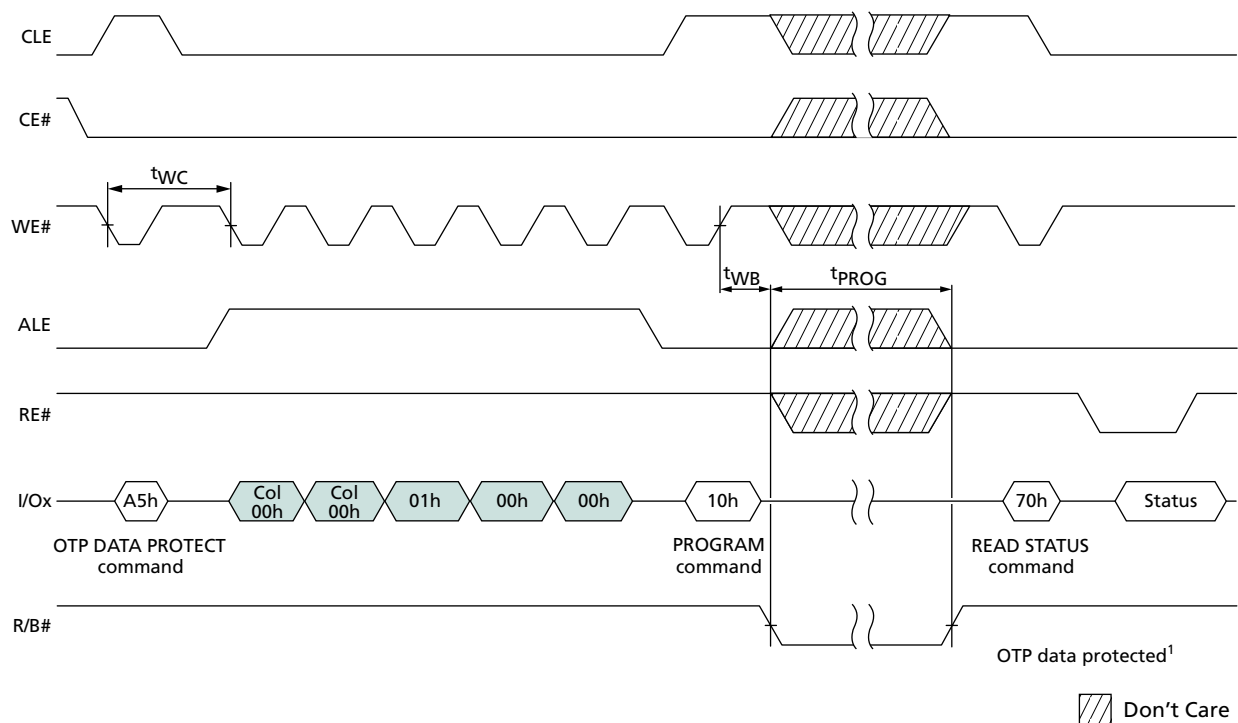 CLE
CE#
tWC
WE#
tWB
tPROG
ALE
RE#
I/Ox
A5h
Col
00h
Col
00h
01h
00h
00h
10h
70h
Status
OTP DATA PROTECT
command
PROGRAM
command
READ STATUS
command
R/B#
OTP data protected1
Don't Care